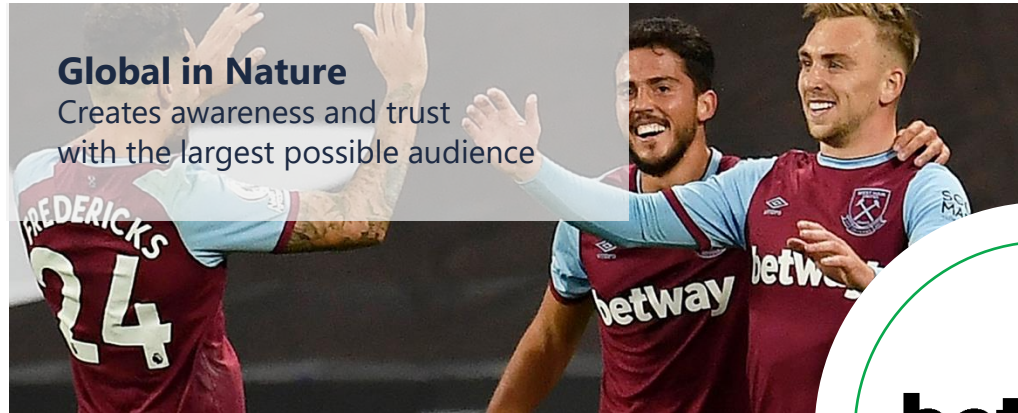 Global in Nature
Creates awareness and trust
with the largest possible audience
FREDERICKS
24
betway
betway